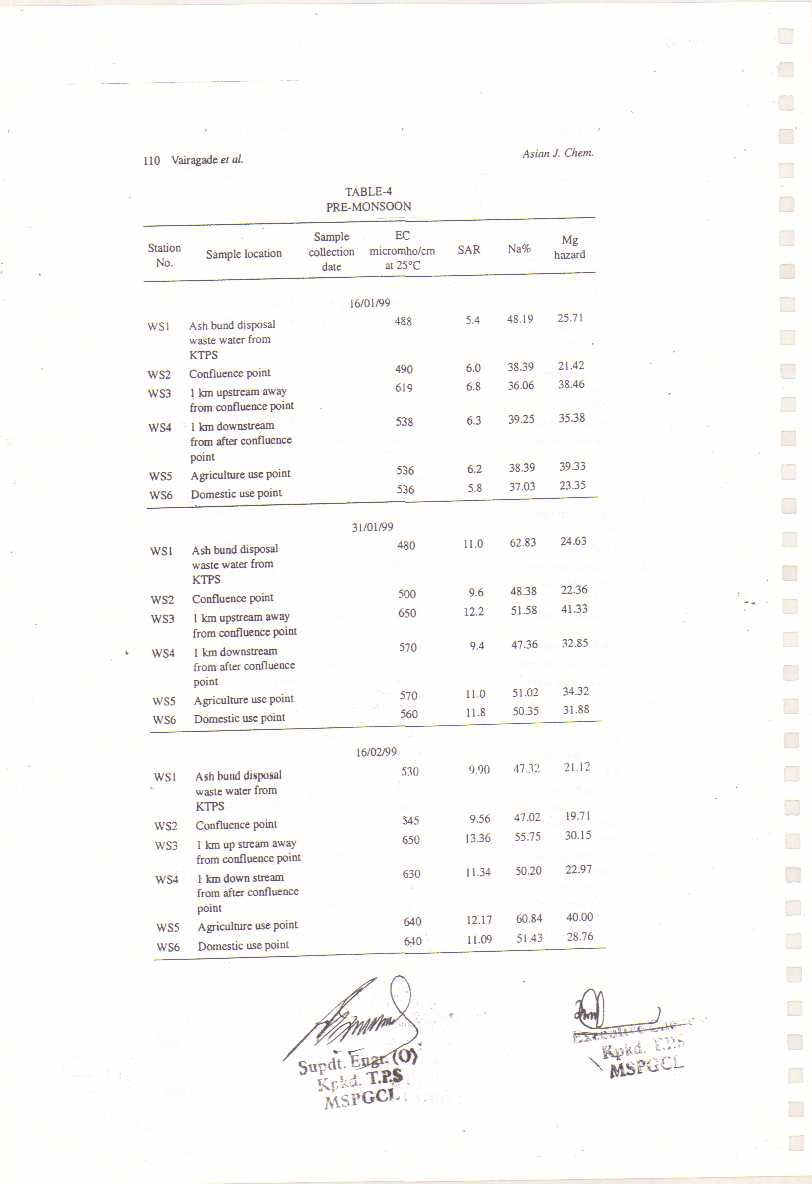 110 Vairagade et al.
Asian J. Chem.
TABLE-4
PRE-MONSOON
Station No. Sample location Sample collection date EC micromho/cm at 25°C SAR Na% Mg hazard
16/01/99
WS1 Ash bund disposal 488 5.4 48.19 25.71
waste water from
KTPS
WS2 Confluence point 490 6.0 38.39 21.42
WS3 1 km upstream away 619 6.8 36.06 38.46
from confluence point
WS4 1 km downstream 538 6.3 39.25 35.38
from after confluence
point
WS5 Agriculture use point 536 6.2 38.39 39.33
WS6 Domestic use point 536 5.8 37.03 23.35
31/01/99
WS1 Ash bund disposal 480 11.0 62.83 24.63
waste water from
KTPS
WS2 Confluence point 500 9.6 48.38 22.36
WS3 1 km upstream away 650 12.2 51.58 41.33
from confluence point
WS4 1 km downstream 570 9.4 47.36 32.85
from after confluence
point
WS5 Agriculture use point 570 11.0 51.02 34.32
WS6 Domestic use point 560 11.8 50.35 31.88
16/02/99
WS1 Ash bund disposal 530 9.90 47.32 21.12
waste water from
KTPS
WS2 Confluence point 545 9.56 47.02 19.71
WS3 1 km up stream away 650 13.36 55.75 30.15
from confluence point
WS4 1 km down stream 630 11.34 50.20 22.97
from after confluence
point
WS5 Agriculture use point 640 12.17 60.84 40.00
WS6 Domestic use point 640 11.09 51.43 28.76
Supdt. Engr. (O)
Kpkd. T.P.S
MSPGCL
Executive
Kpkd. T.P.S
MSPGCL